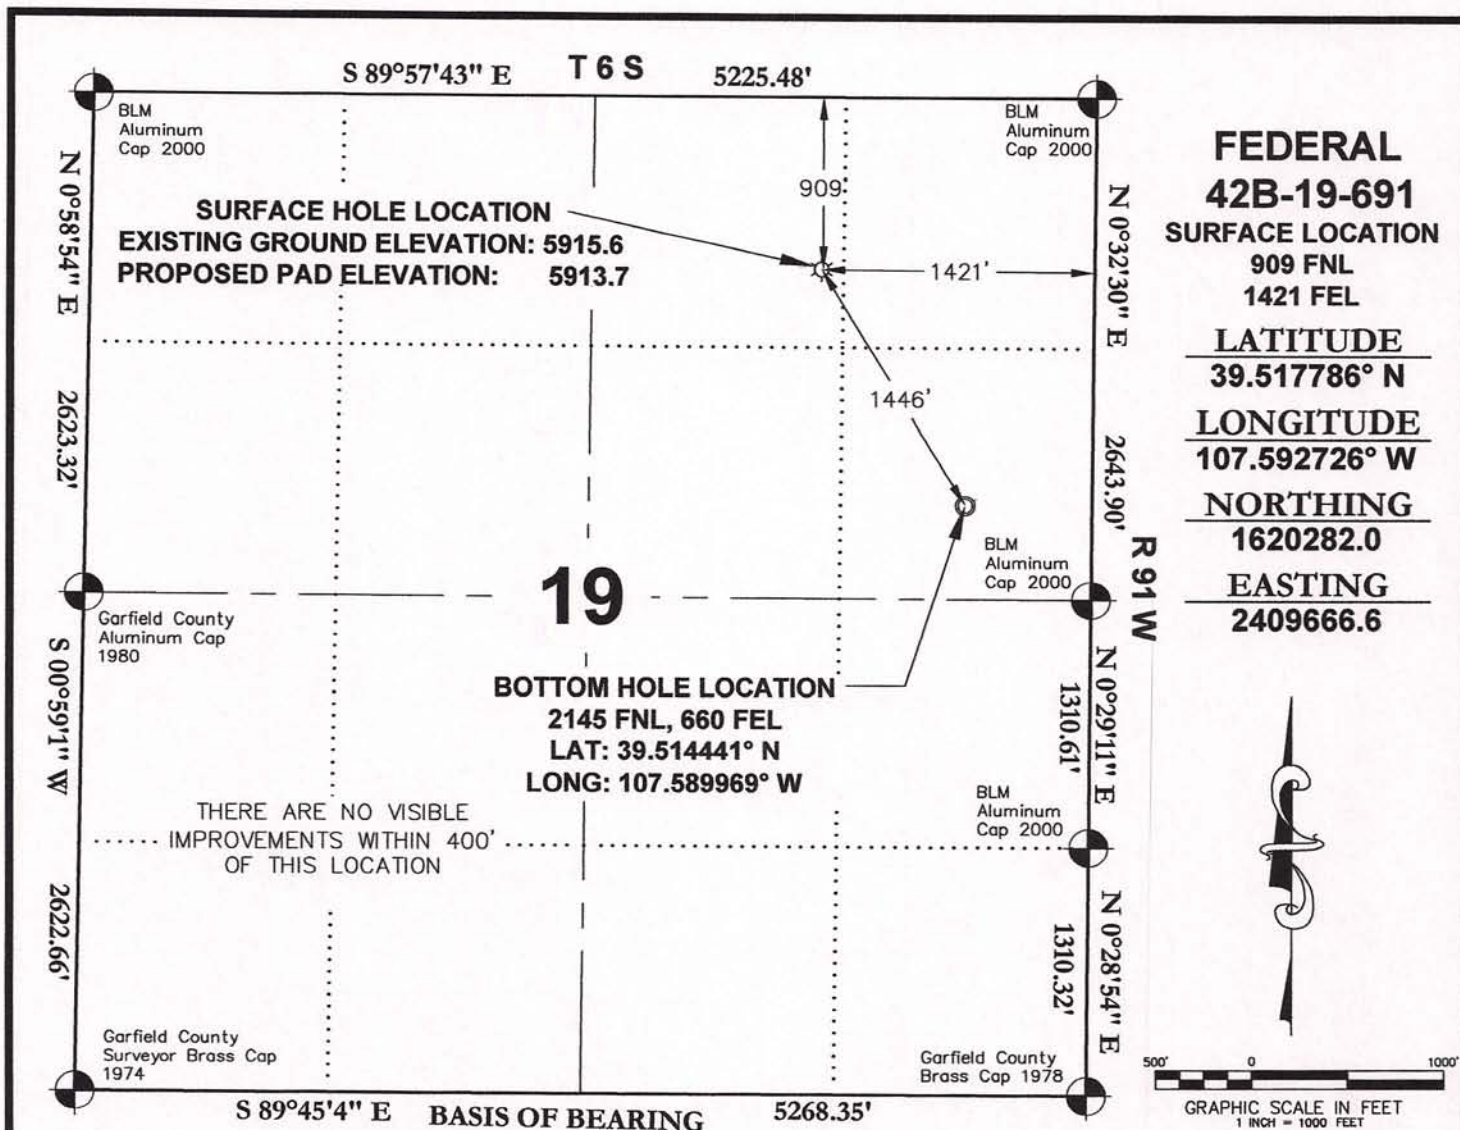 S 89°57'43" E T 6 S 5225.48'
BLM
Aluminum
Cap 2000
BLM
Aluminum
Cap 2000
N 0°58'54" E
2623.32'
S 00°59'1" W
2622.66'
909'
SURFACE HOLE LOCATION
EXISTING GROUND ELEVATION: 5915.6
PROPOSED PAD ELEVATION: 5913.7
1421'
1446'
N 0°32'30" E
2643.90'
R 91 W
N 0°29'11" E
1310.61'
N 0°28'54" E
1310.32'
BLM
Aluminum
Cap 2000
19
Garfield County
Aluminum Cap
1980
BOTTOM HOLE LOCATION
2145 FNL, 660 FEL
LAT: 39.514441° N
LONG: 107.589969° W
THERE ARE NO VISIBLE
IMPROVEMENTS WITHIN 400'
OF THIS LOCATION
BLM
Aluminum
Cap 2000
Garfield County
Surveyor Brass Cap
1974
Garfield County
Brass Cap 1978
S 89°45'4" E BASIS OF BEARING 5268.35'
FEDERAL
42B-19-691
SURFACE LOCATION
909 FNL
1421 FEL
LATITUDE
39.517786° N
LONGITUDE
107.592726° W
NORTHING
1620282.0
EASTING
2409666.6
500' 0 1000'
GRAPHIC SCALE IN FEET
1 INCH = 1000 FEET